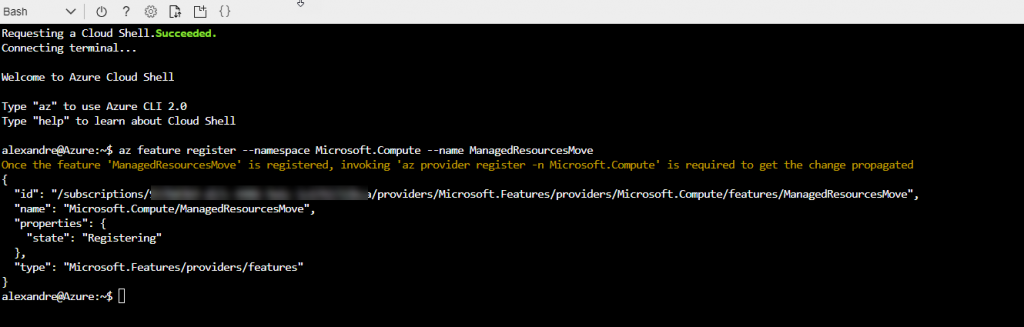 Bash
Requesting a Cloud Shell.Succeeded.
Connecting terminal...
Welcome to Azure Cloud Shell
Type "az" to use Azure CLI 2.0
Type "help" to learn about Cloud Shell
alexandre@Azure:~$ az feature register --namespace Microsoft.Compute --name ManagedResourcesMove
Once the feature 'ManagedResourcesMove' is registered, invoking 'az provider register -n Microsoft.Compute' is required to get the change propagated
{
"id": "/subscriptions/ a/providers/Microsoft.Features/providers/Microsoft.Compute/features/ManagedResourcesMove",
"name": "Microsoft.Compute/ManagedResourcesMove",
"properties": {
"state": "Registering"
},
"type": "Microsoft.Features/providers/features"
}
alexandre@Azure:~$